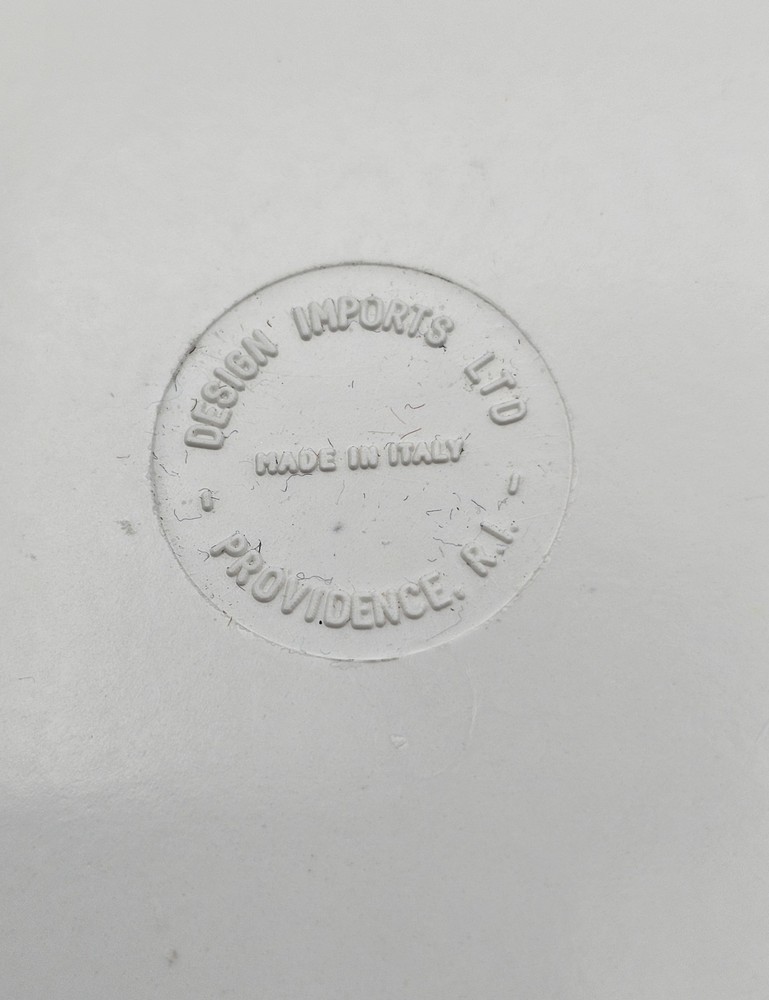 DESIGN IMPORTS LTD
MADE IN ITALY
- PROVIDENCE, R.I. -